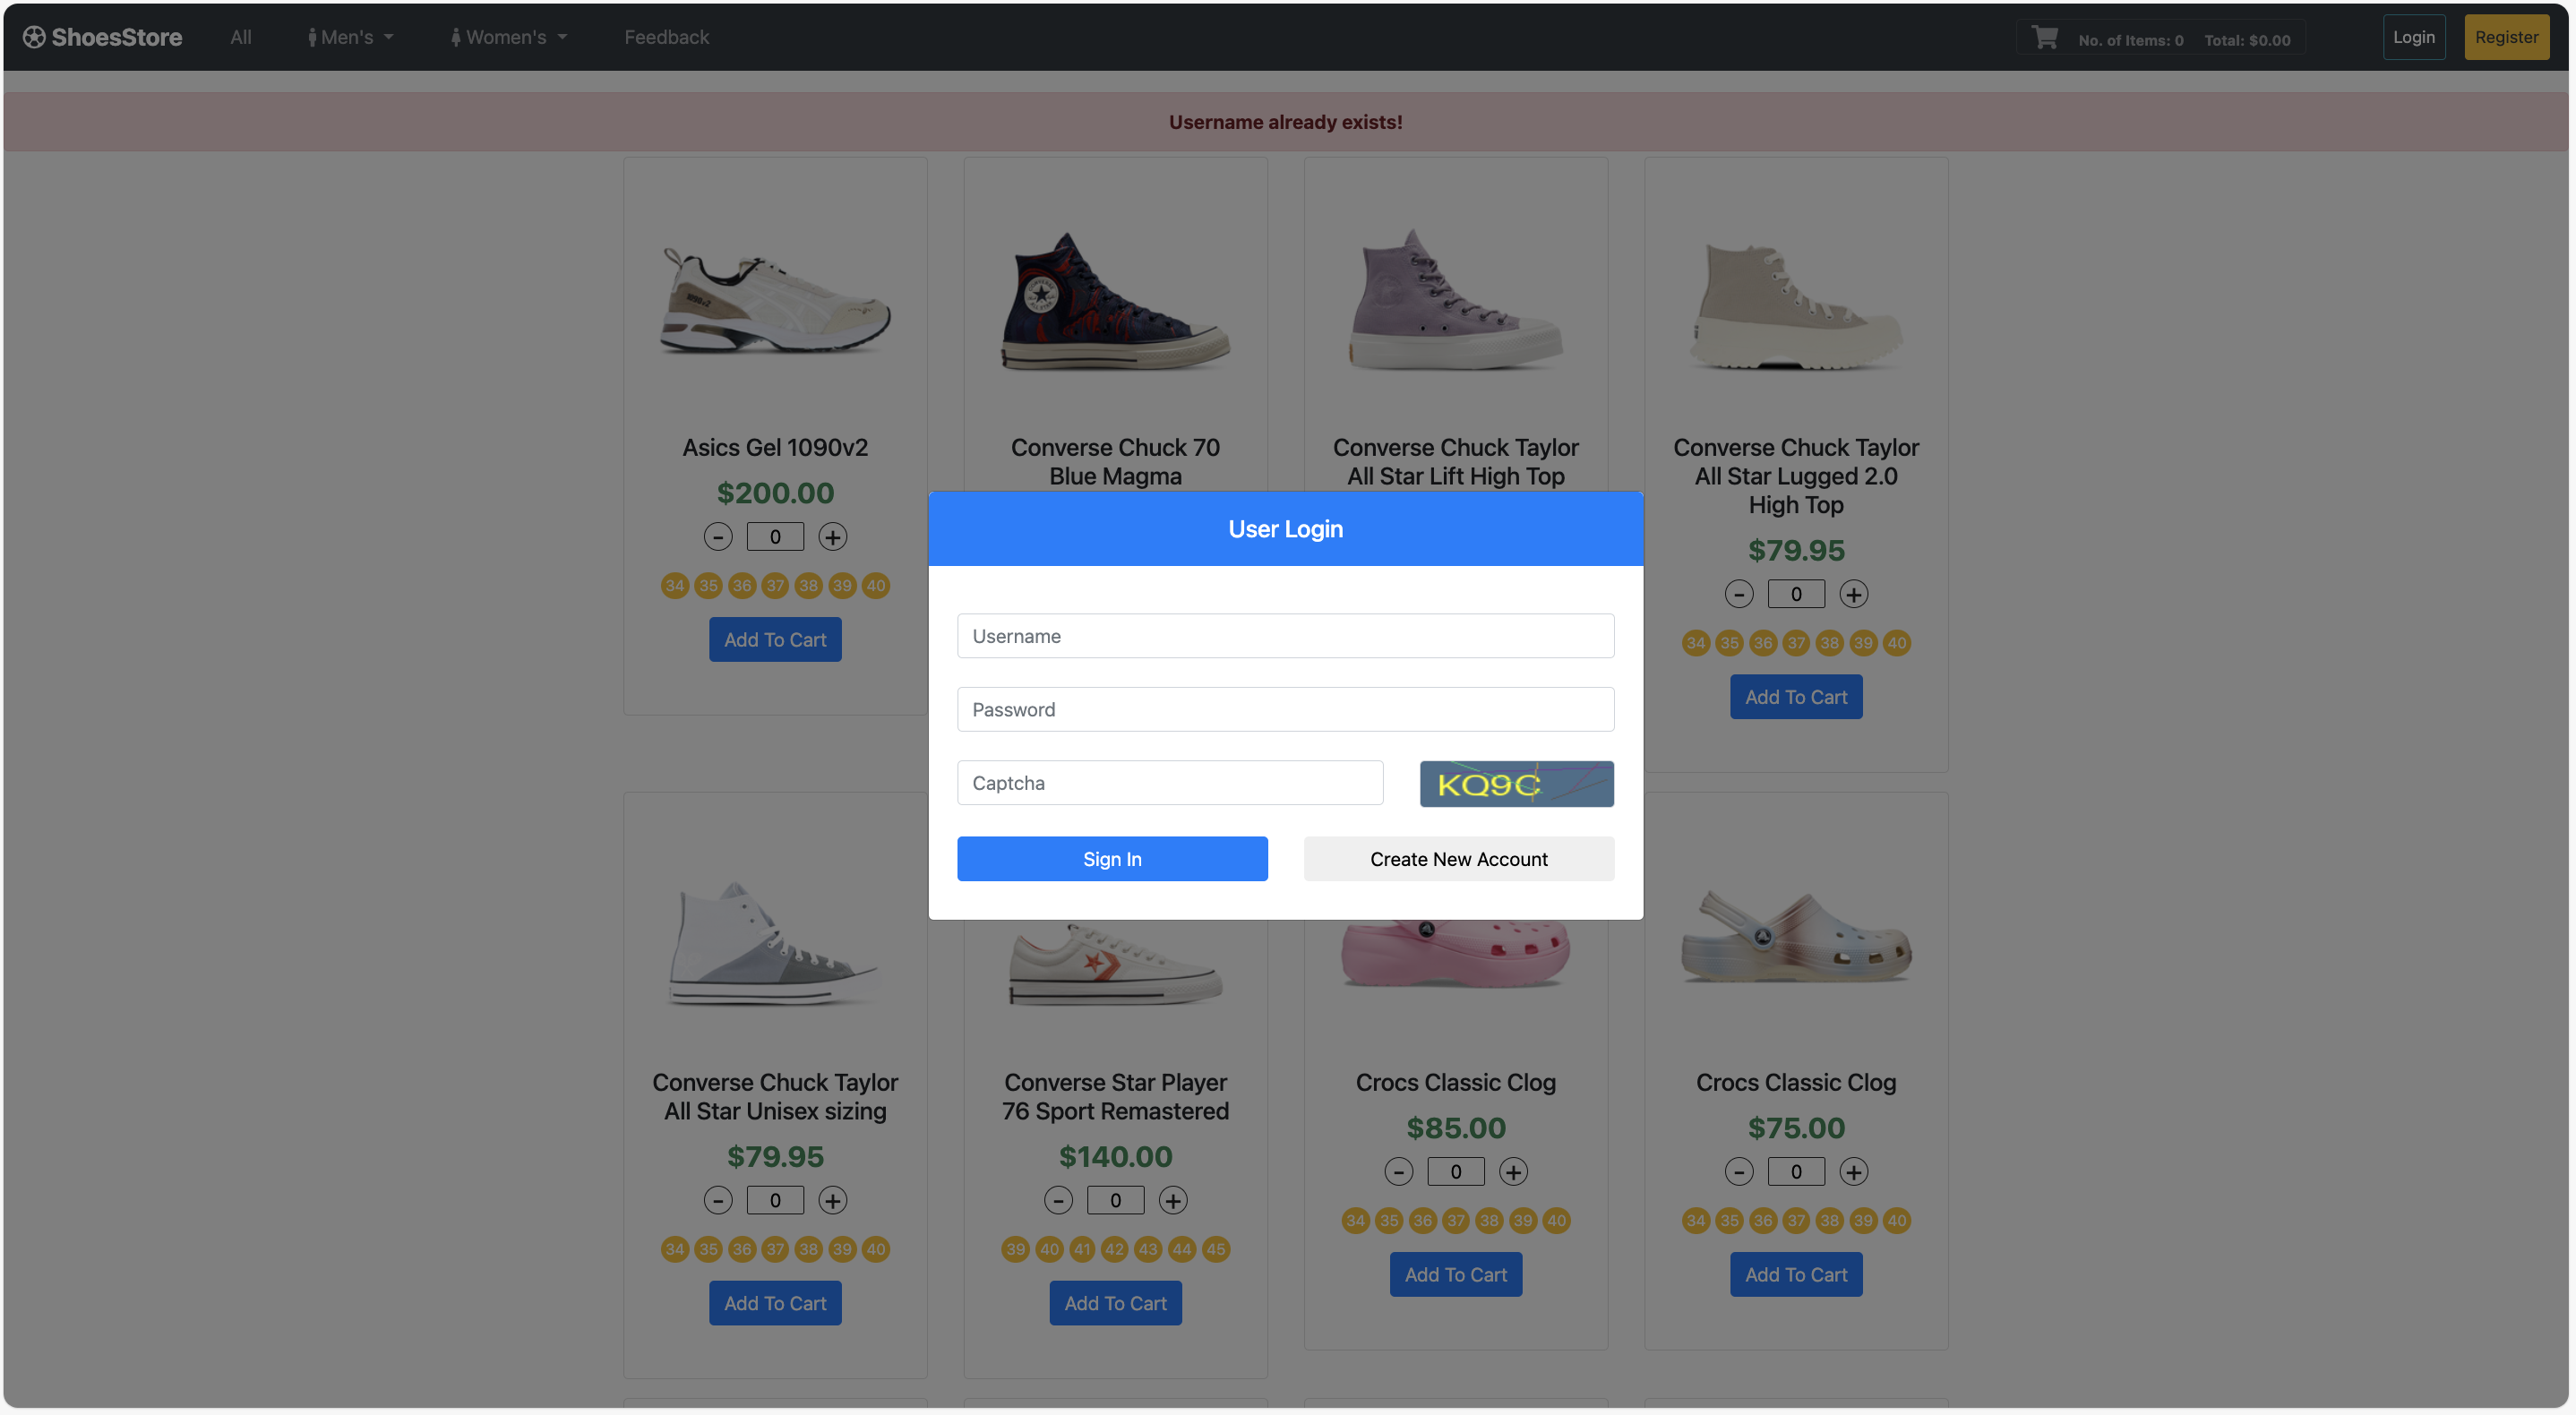 ShoesStore
All
Men's
Women's
Feedback
No. of Items: 0
Total: $0.00
Login
Register
Username already exists!
1090v2
Asics Gel 1090v2
$200.00
-
0
+
34 35 36 37 38 39 40
Add To Cart
Converse Chuck 70
Blue Magma
Converse Chuck Taylor
All Star Lift High Top
Converse Chuck Taylor
All Star Lugged 2.0
High Top
$79.95
-
0
+
34 35 36 37 38 39 40
Add To Cart
User Login
Username
Password
Captcha
KQ9C
Sign In
Create New Account
Converse Chuck Taylor
All Star Unisex sizing
$79.95
-
0
+
34 35 36 37 38 39 40
Add To Cart
Converse Star Player
76 Sport Remastered
$140.00
-
0
+
39 40 41 42 43 44 45
Add To Cart
Crocs Classic Clog
$85.00
-
0
+
34 35 36 37 38 39 40
Add To Cart
Crocs Classic Clog
$75.00
-
0
+
34 35 36 37 38 39 40
Add To Cart